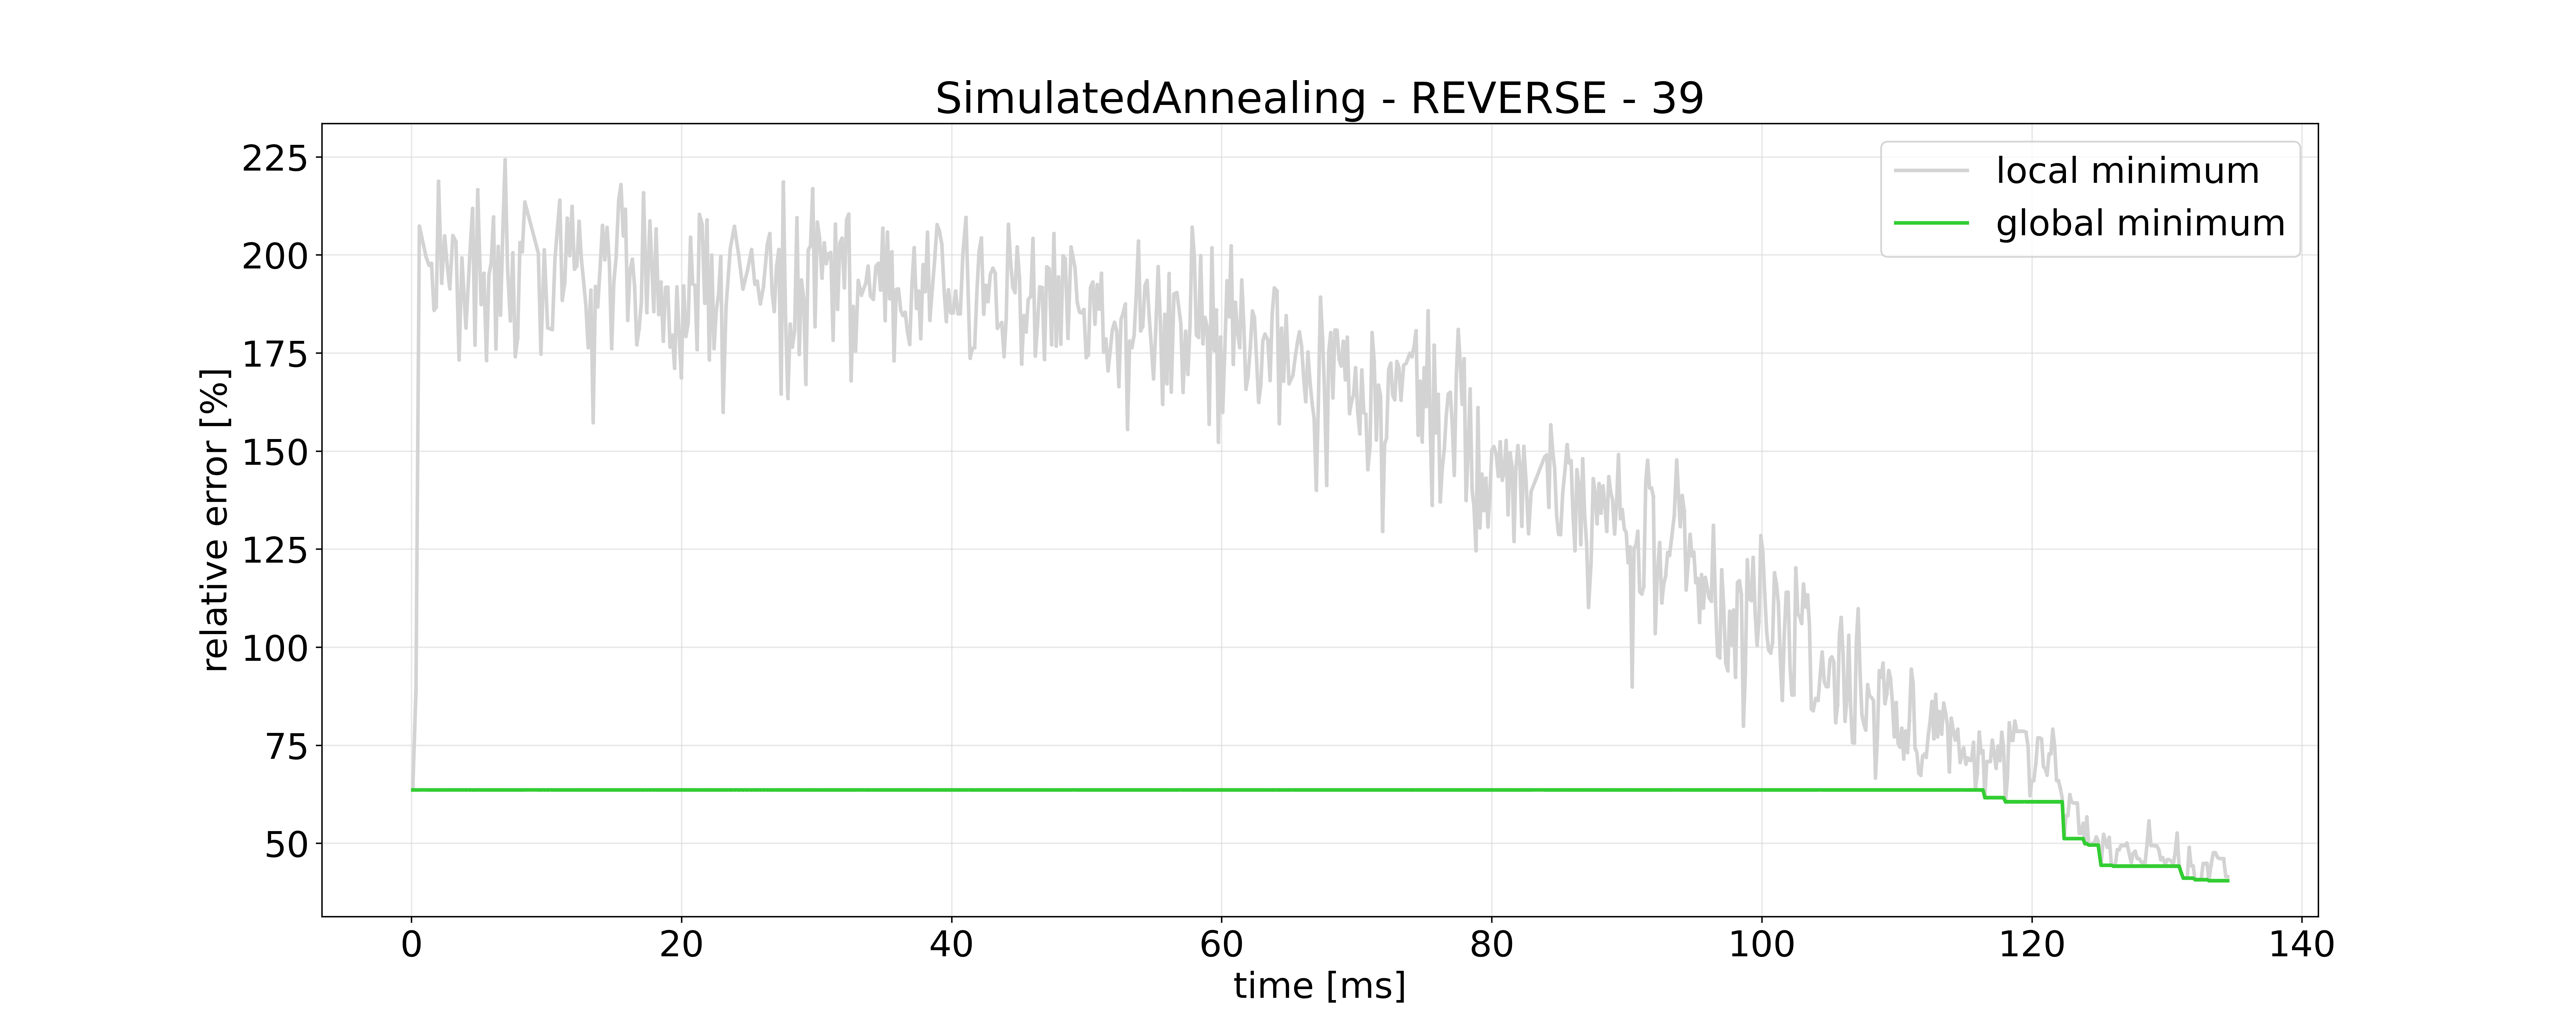 SimulatedAnnealing - REVERSE - 39
local minimum
global minimum
relative error [%]
225
200
175
150
125
100
75
50
0 20 40 60 80 100 120 140
time [ms]